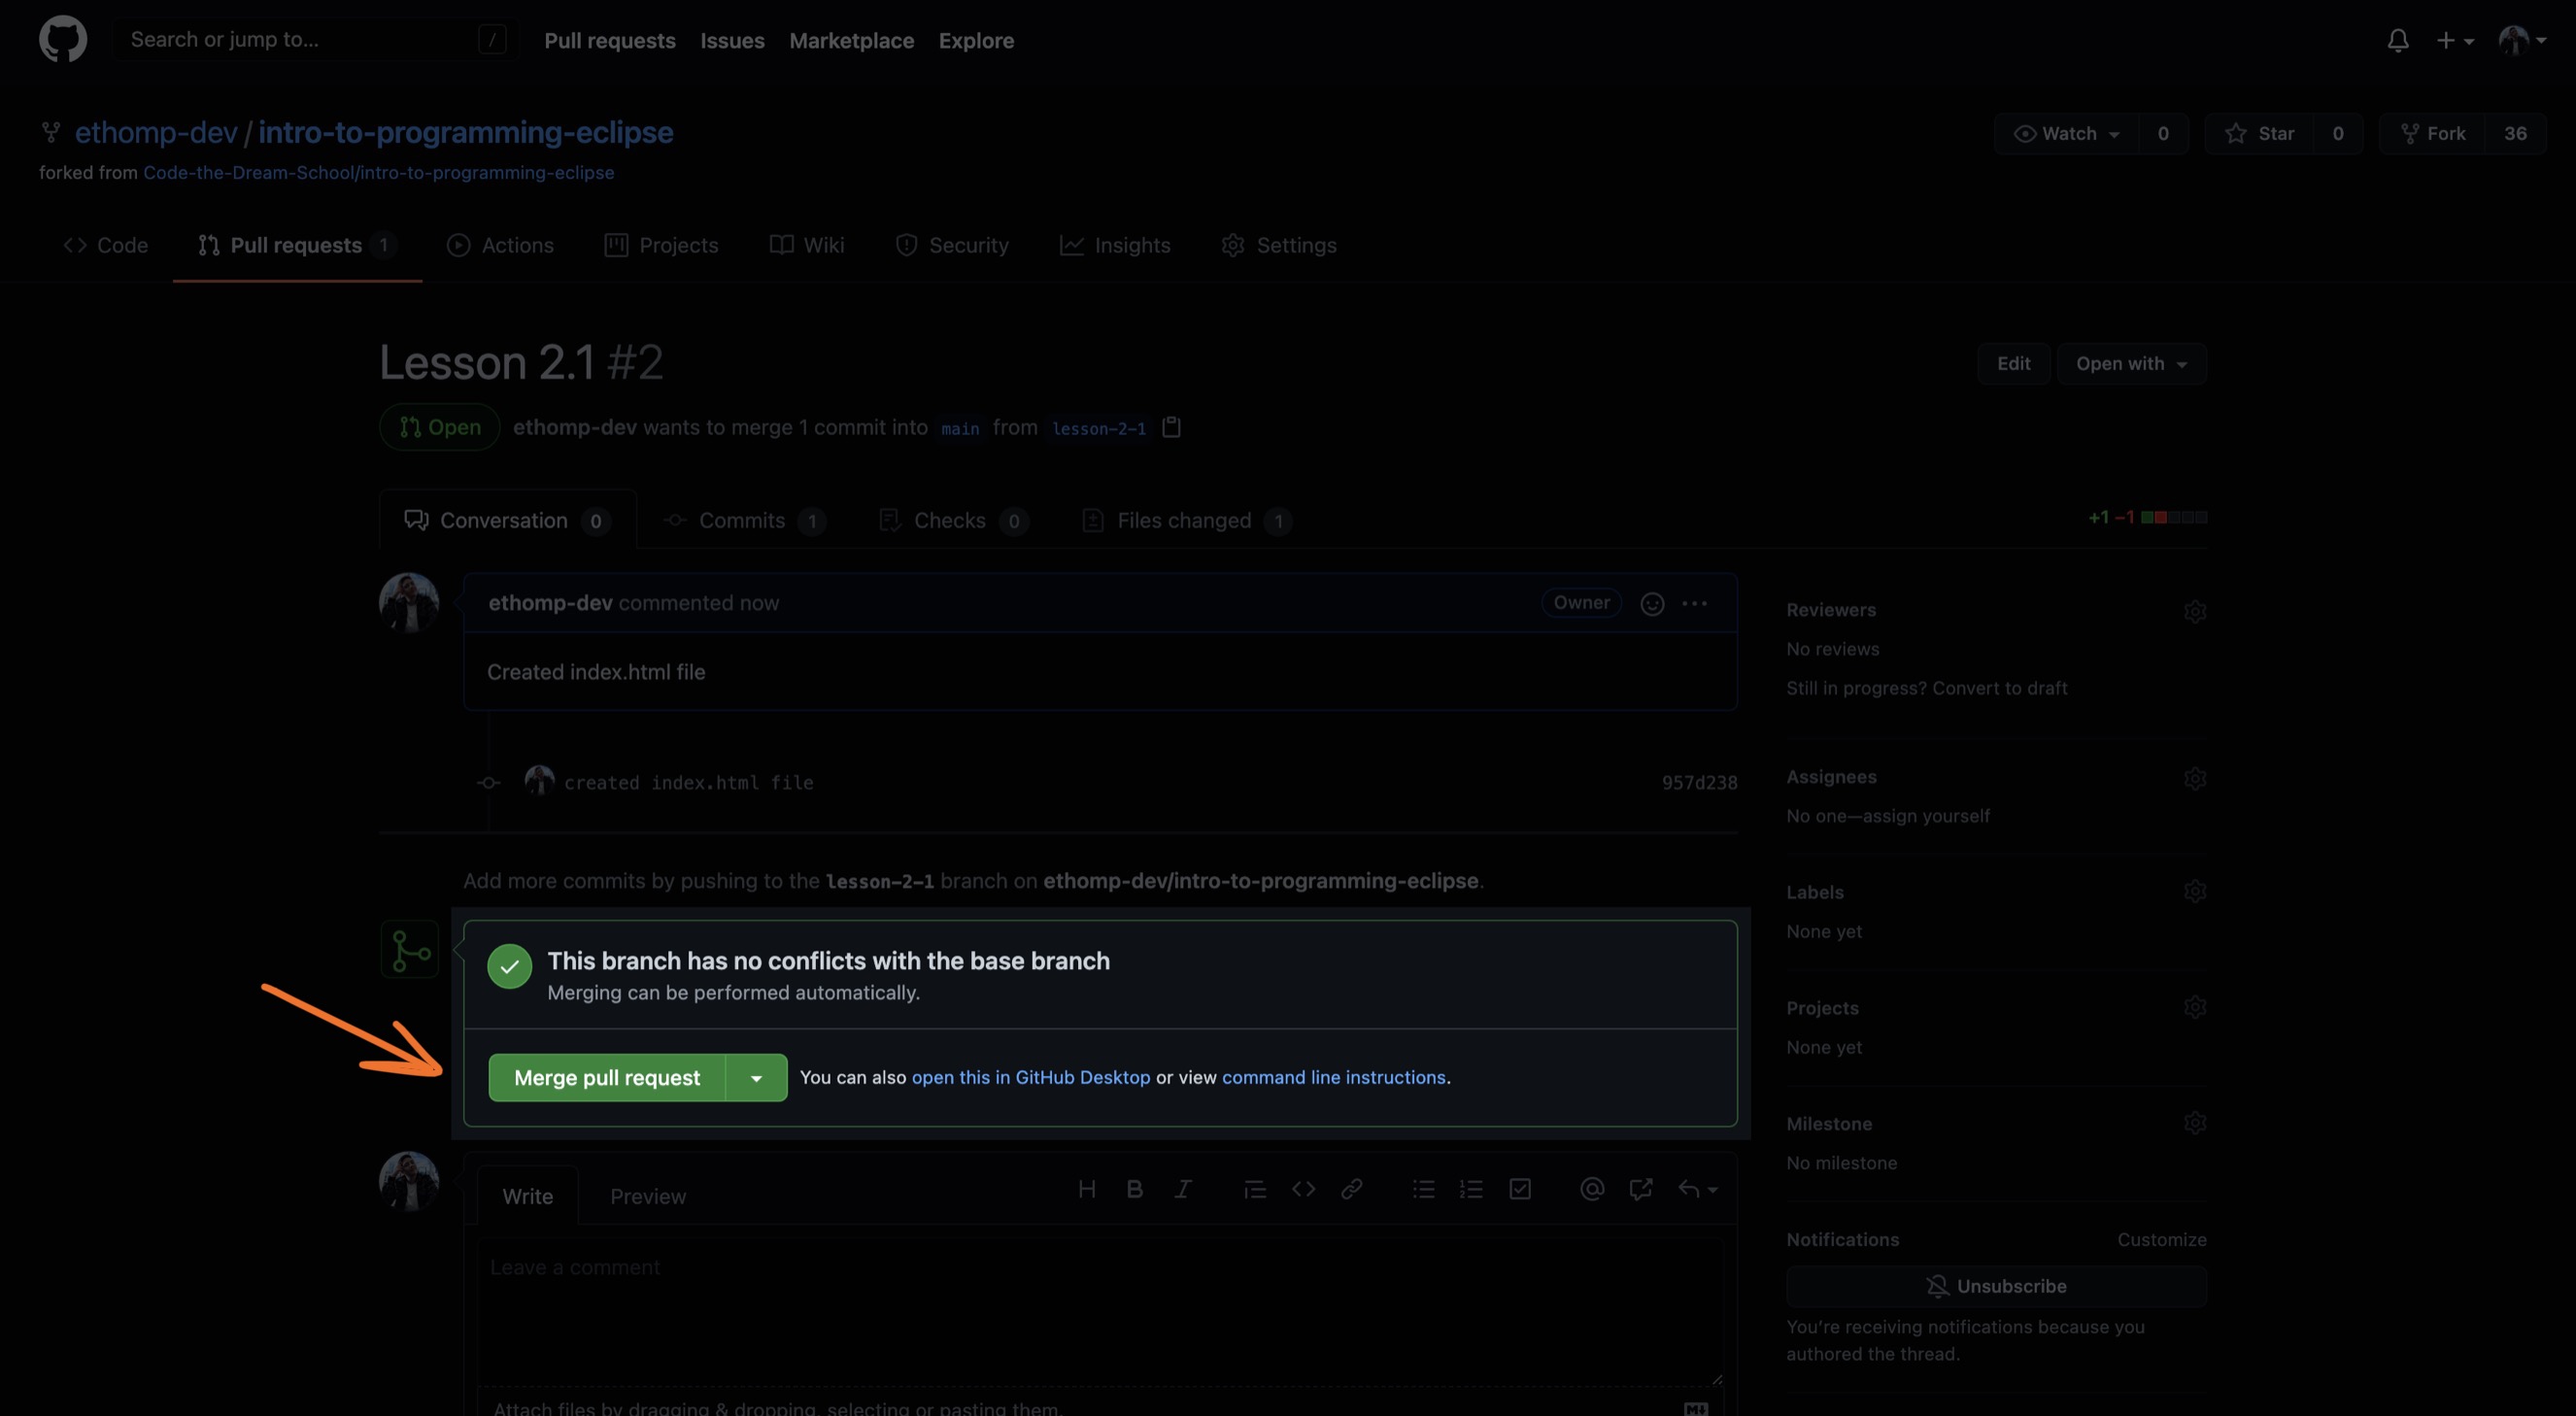 Search or jump to... / Pull requests Issues Marketplace Explore
ethomp-dev / intro-to-programming-eclipse Watch 0 Star 0 Fork 36
forked from Code-the-Dream-School/intro-to-programming-eclipse
Code Pull requests 1 Actions Projects Wiki Security Insights Settings
Lesson 2.1 #2 Edit Open with
Open ethomp-dev wants to merge 1 commit into main from lesson-2-1
Conversation 0 Commits 1 Checks 0 Files changed 1 +1 −1
ethomp-dev commented now Owner ...
Created index.html file
created index.html file 957d238
Add more commits by pushing to the lesson-2-1 branch on ethomp-dev/intro-to-programming-eclipse.
This branch has no conflicts with the base branch
Merging can be performed automatically.
Merge pull request You can also open this in GitHub Desktop or view command line instructions.
Write Preview H B I
Leave a comment
Attach files by dragging & dropping, selecting or pasting them.
Reviewers
No reviews
Still in progress? Convert to draft
Assignees
No one—assign yourself
Labels
None yet
Projects
None yet
Milestone
No milestone
Notifications Customize
Unsubscribe
You're receiving notifications because you
authored the thread.